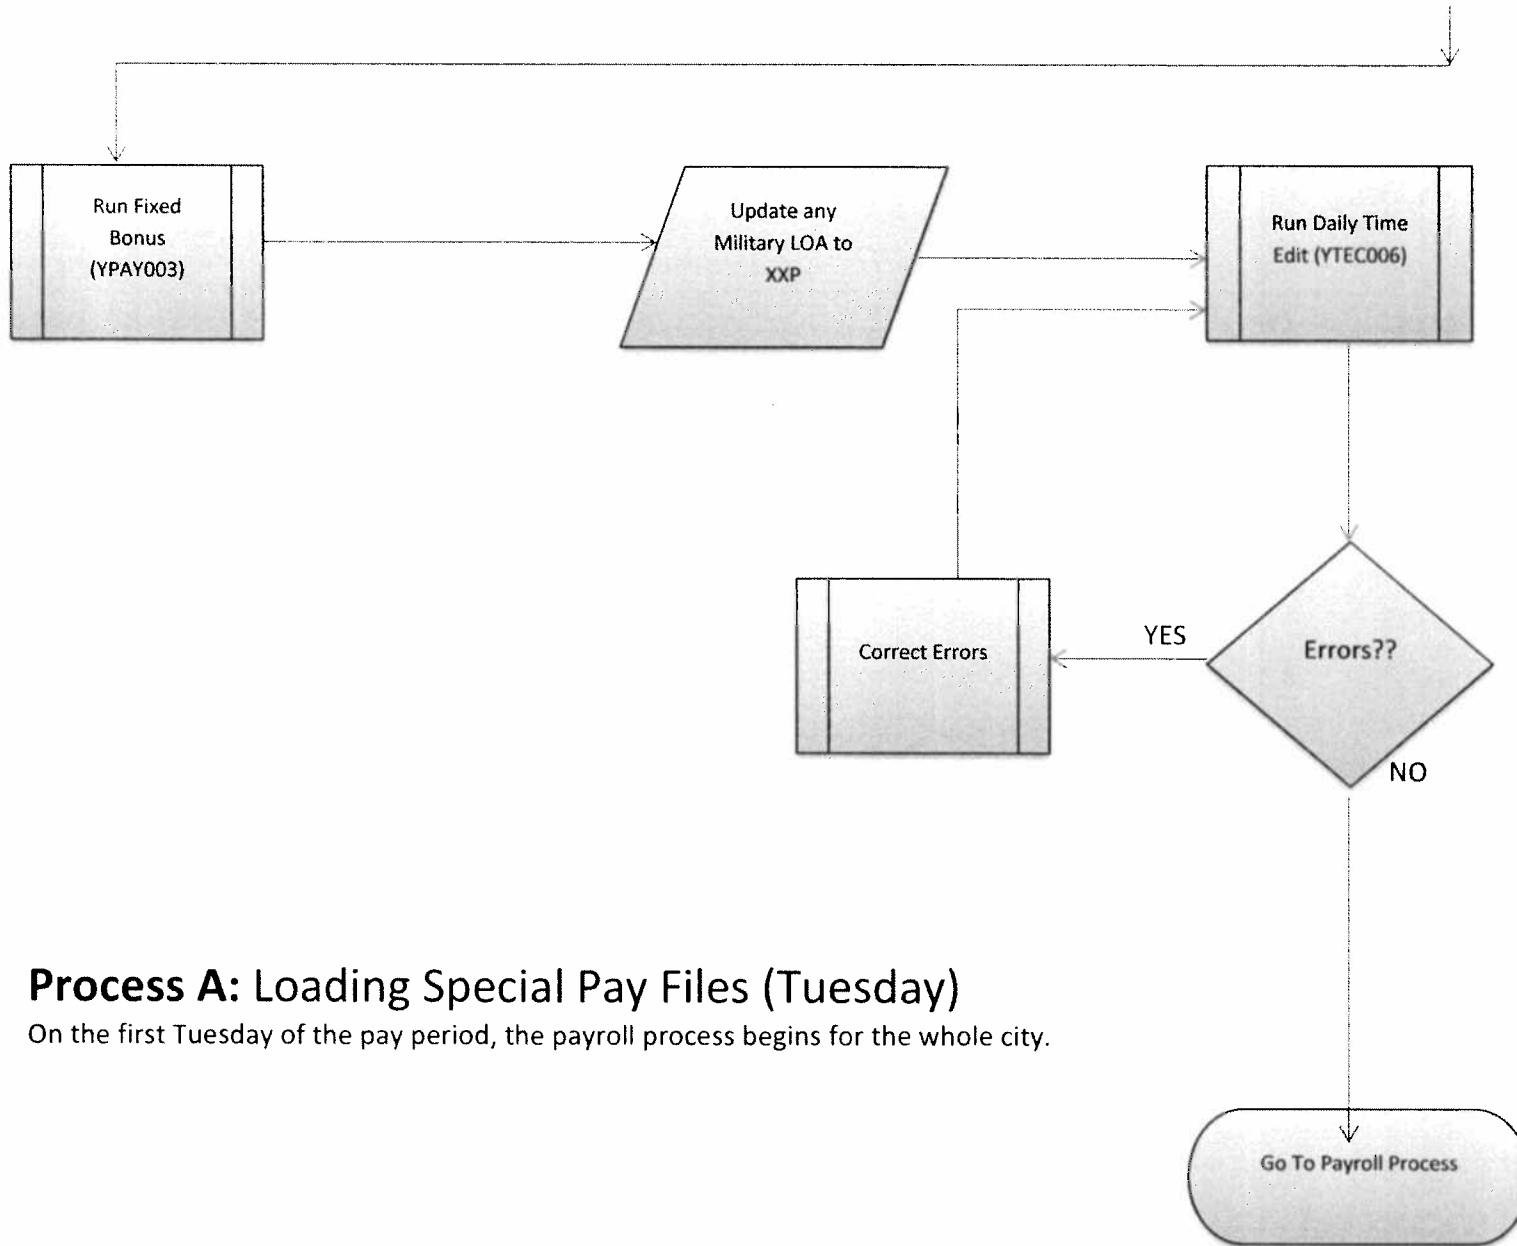 Run Fixed
Bonus
(YPAY003)
Update any
Military LOA to
XXP
Run Daily Time
Edit (YTEC006)
Correct Errors
YES
Errors??
NO
Process A: Loading Special Pay Files (Tuesday)
On the first Tuesday of the pay period, the payroll process begins for the whole city.
Go To Payroll Process